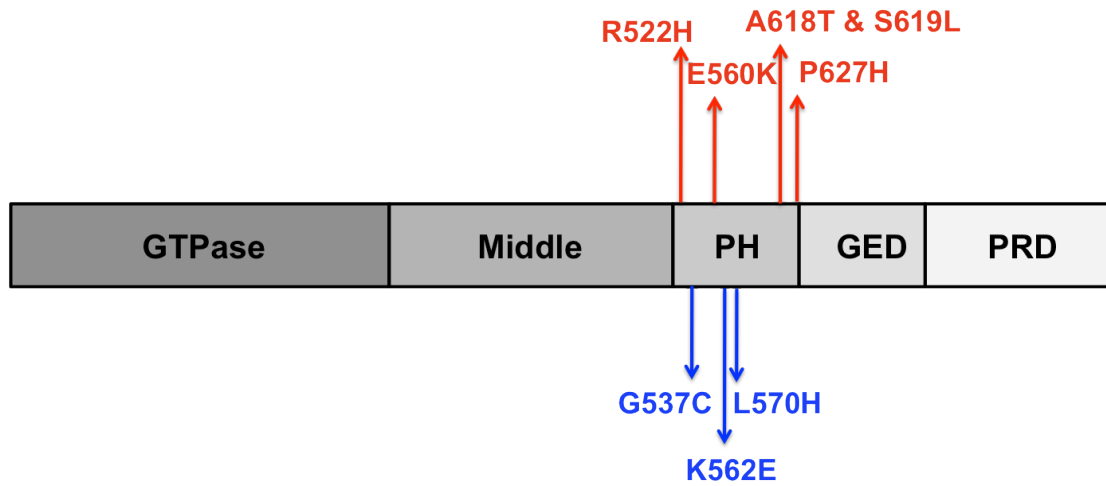 A618T & S619L
R522H
E560K
P627H
GTPase
Middle
PH
GED
PRD
G537C
L570H
K562E